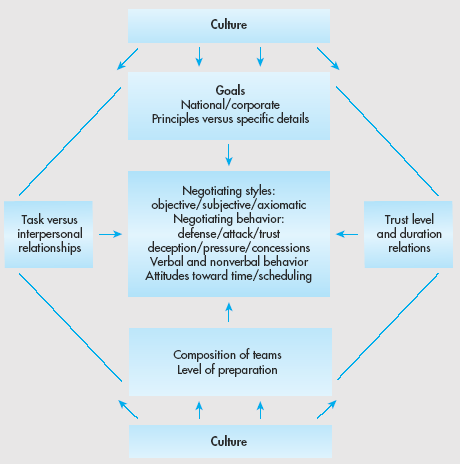 Culture
Goals
National/corporate
Principles versus specific details
Negotiating styles:
objective/subjective/axiomatic
Negotiating behavior:
defense/attack/trust
deception/pressure/concessions
Verbal and nonverbal behavior
Attitudes toward time/scheduling
Task versus
interpersonal
relationships
Trust level
and duration
relations
Composition of teams
Level of preparation
Culture